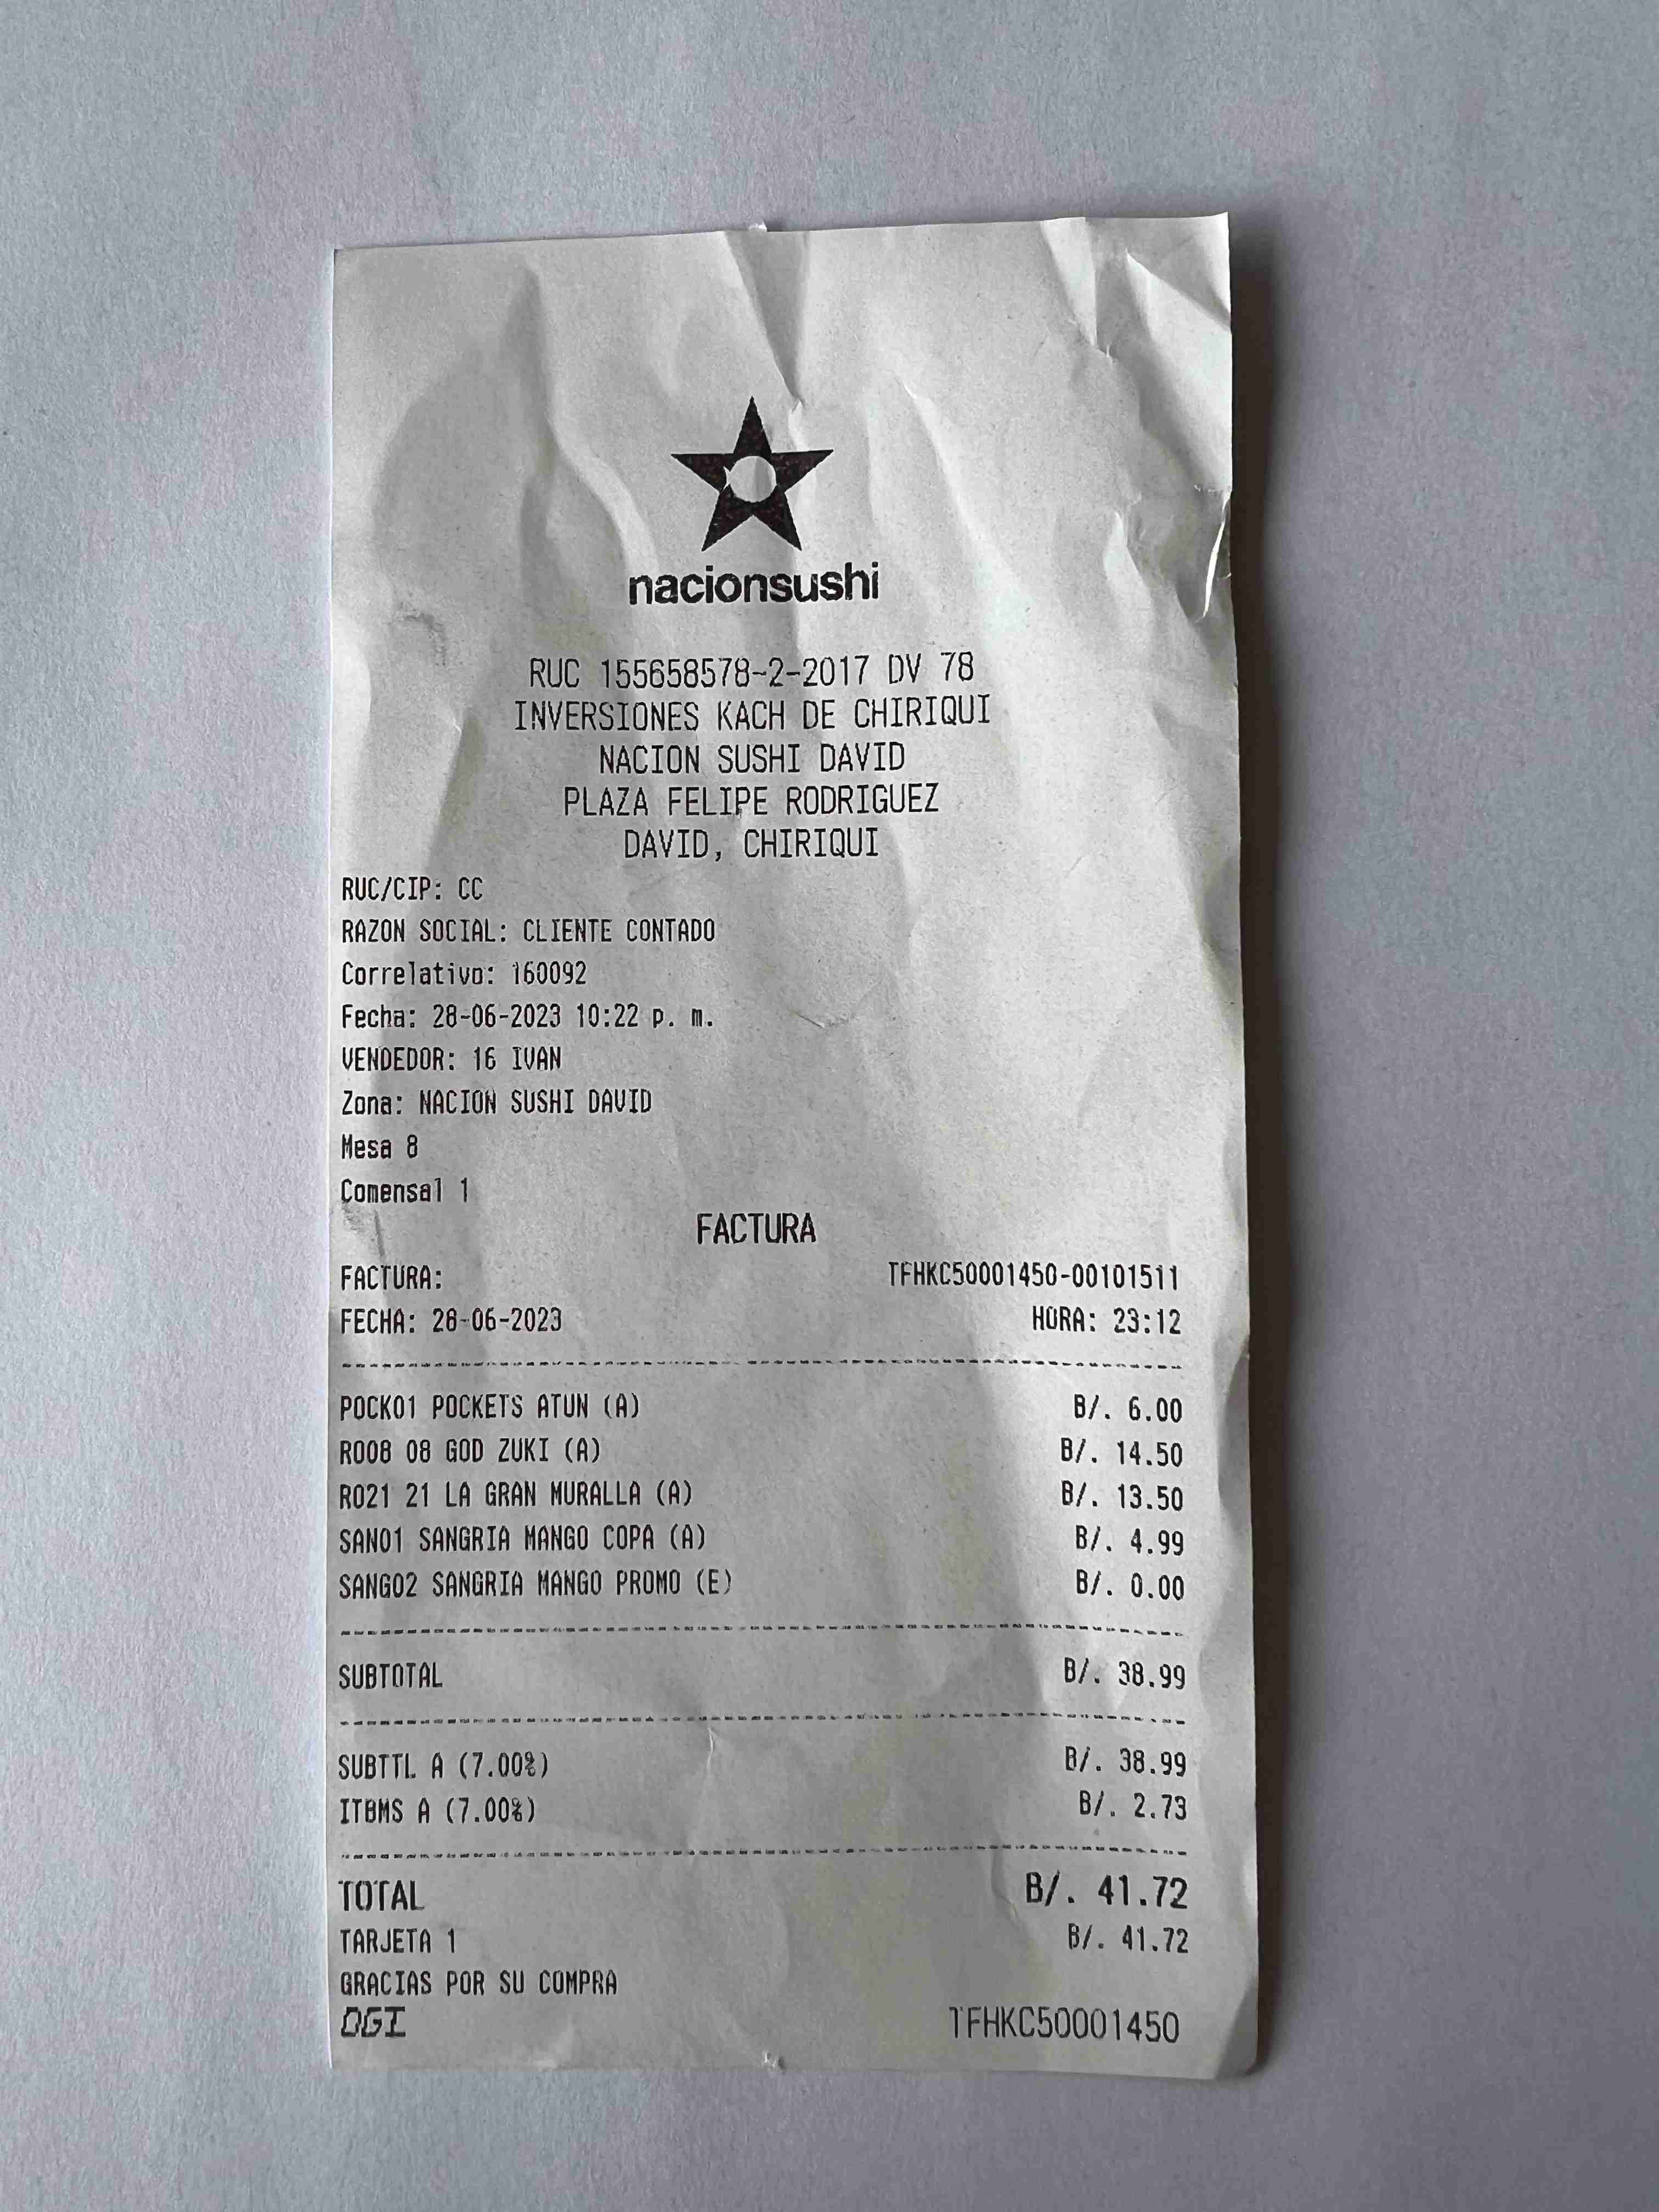 nacionsushi
RUC 155658578-2-2017 DV 78
INVERSIONES KACH DE CHIRIQUI
NACION SUSHI DAVID
PLAZA FELIPE RODRIGUEZ
DAVID, CHIRIQUI
RUC/CIP: CC
RAZON SOCIAL: CLIENTE CONTADO
Correlativo: 160092
Fecha: 28-06-2023 10:22 p. m.
VENDEDOR: 16 IVAN
Zona: NACION SUSHI DAVID
Mesa 8
Comensal 1
FACTURA
FACTURA: TFHKC50001450-00101511
FECHA: 28-06-2023 HORA: 23:12
POCK01 POCKETS ATUN (A) B/. 6.00
RO08 08 GOD ZUKI (A) B/. 14.50
RO21 21 LA GRAN MURALLA (A) B/. 13.50
SAN01 SANGRIA MANGO COPA (A) B/. 4.99
SANG02 SANGRIA MANGO PROMO (E) B/. 0.00
SUBTOTAL B/. 38.99
SUBTTL A (7.00%) B/. 38.99
ITBMS A (7.00%) B/. 2.73
TOTAL B/. 41.72
TARJETA 1 B/. 41.72
GRACIAS POR SU COMPRA
DGI TFHKC50001450